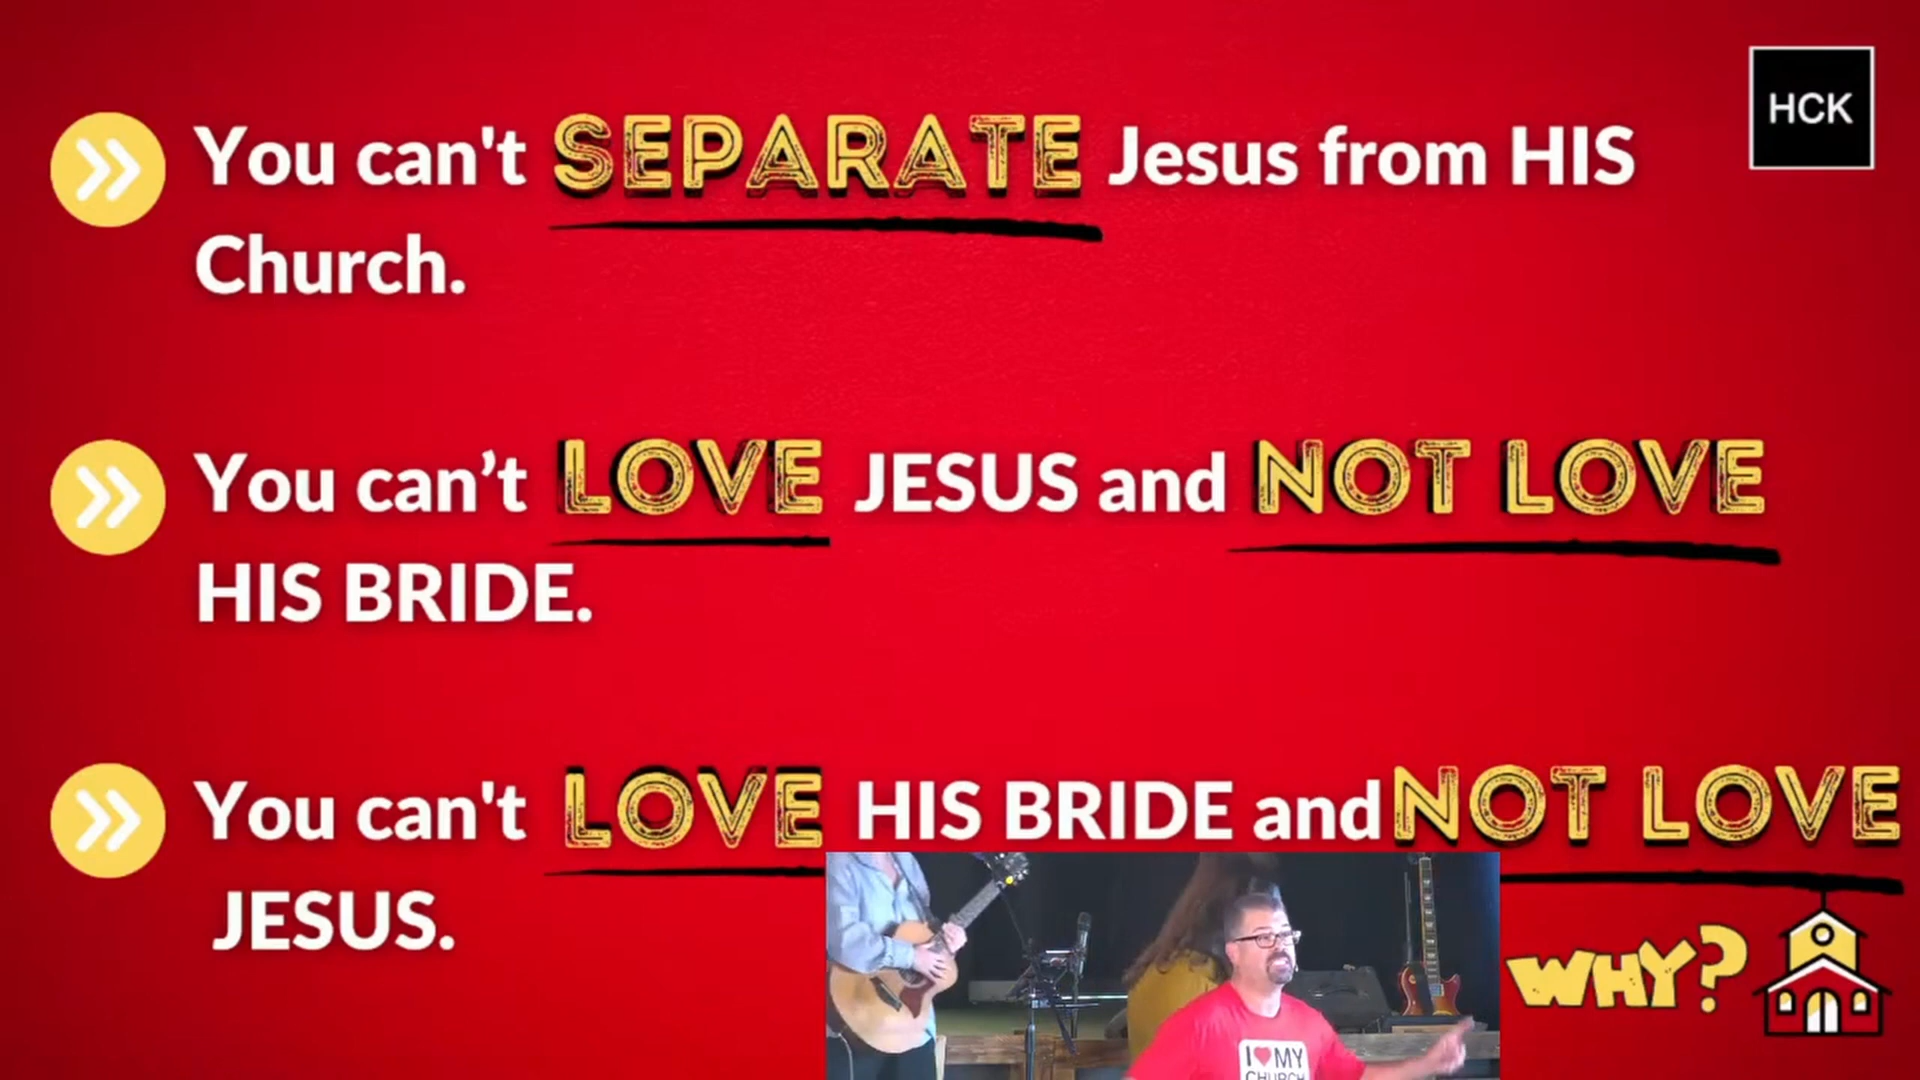 HCK
You can't SEPARATE Jesus from HIS
Church.
You can’t LOVE JESUS and NOT LOVE
HIS BRIDE.
You can't LOVE HIS BRIDE and NOT LOVE
JESUS.
WHY?
I ♥ MY
CHURCH